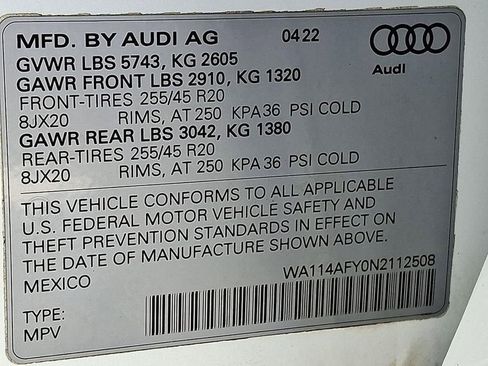 MFD. BY AUDI AG 04 22
GVWR LBS 5743, KG 2605
GAWR FRONT LBS 2910, KG 1320
FRONT-TIRES 255/45 R20
8JX20 RIMS, AT 250 KPA 36 PSI COLD
GAWR REAR LBS 3042, KG 1380
REAR-TIRES 255/45 R20
8JX20 RIMS, AT 250 KPA 36 PSI COLD
Audi
THIS VEHICLE CONFORMS TO ALL APPLICABLE
U.S. FEDERAL MOTOR VEHICLE SAFETY AND
THEFT PREVENTION STANDARDS IN EFFECT ON
THE DATE OF MANUFACTURE SHOWN ABOVE.
MEXICO WA114AFY0N2112508
TYPE:
MPV